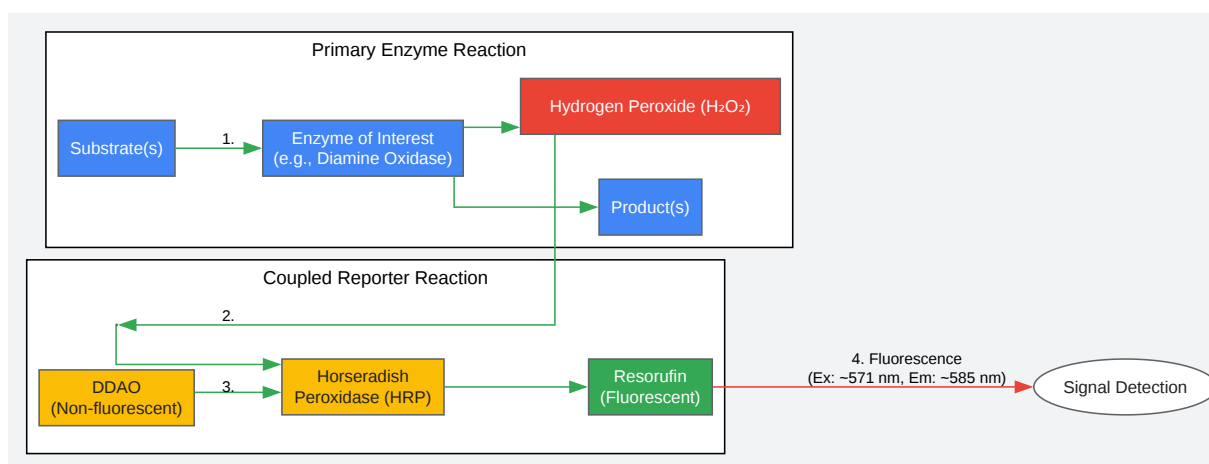 Primary Enzyme Reaction
Hydrogen Peroxide (H₂O₂)
Substrate(s)
1.
Enzyme of Interest
(e.g., Diamine Oxidase)
Product(s)
Coupled Reporter Reaction
2.
DDAO
(Non-fluorescent)
3.
Horseradish
Peroxidase (HRP)
Resorufin
(Fluorescent)
4. Fluorescence
(Ex: ~571 nm, Em: ~585 nm)
Signal Detection